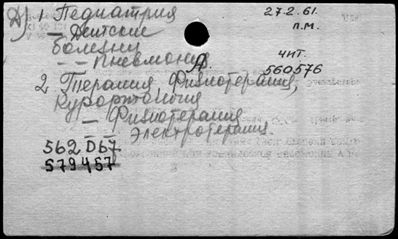 Д) 1 Педиатрия 27.2.61.
– Детские п.м.
болезни
– – Пневмония Д. чит.
560576
2 Терапия. Физиотерапия,
Курортология
– Физиотерапия
– – Электротерапия.
562 D67
579457